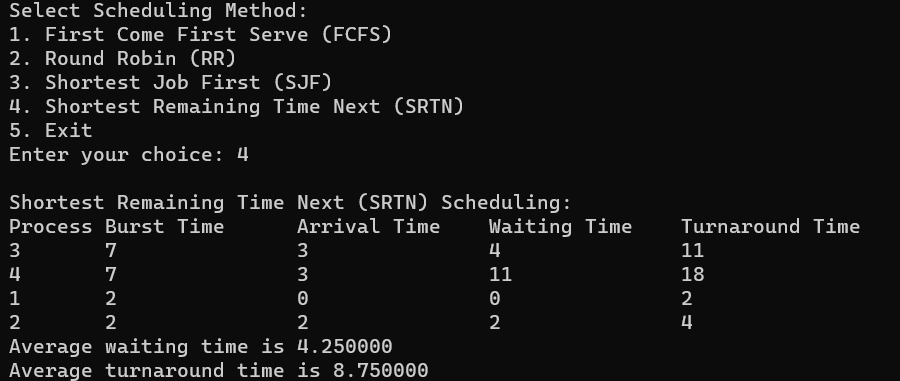 Select Scheduling Method:
1. First Come First Serve (FCFS)
2. Round Robin (RR)
3. Shortest Job First (SJF)
4. Shortest Remaining Time Next (SRTN)
5. Exit
Enter your choice: 4
Shortest Remaining Time Next (SRTN) Scheduling:
Process Burst Time Arrival Time Waiting Time Turnaround Time
3 7 3 4 11
4 7 3 11 18
1 2 0 0 2
2 2 2 2 4
Average waiting time is 4.250000
Average turnaround time is 8.750000